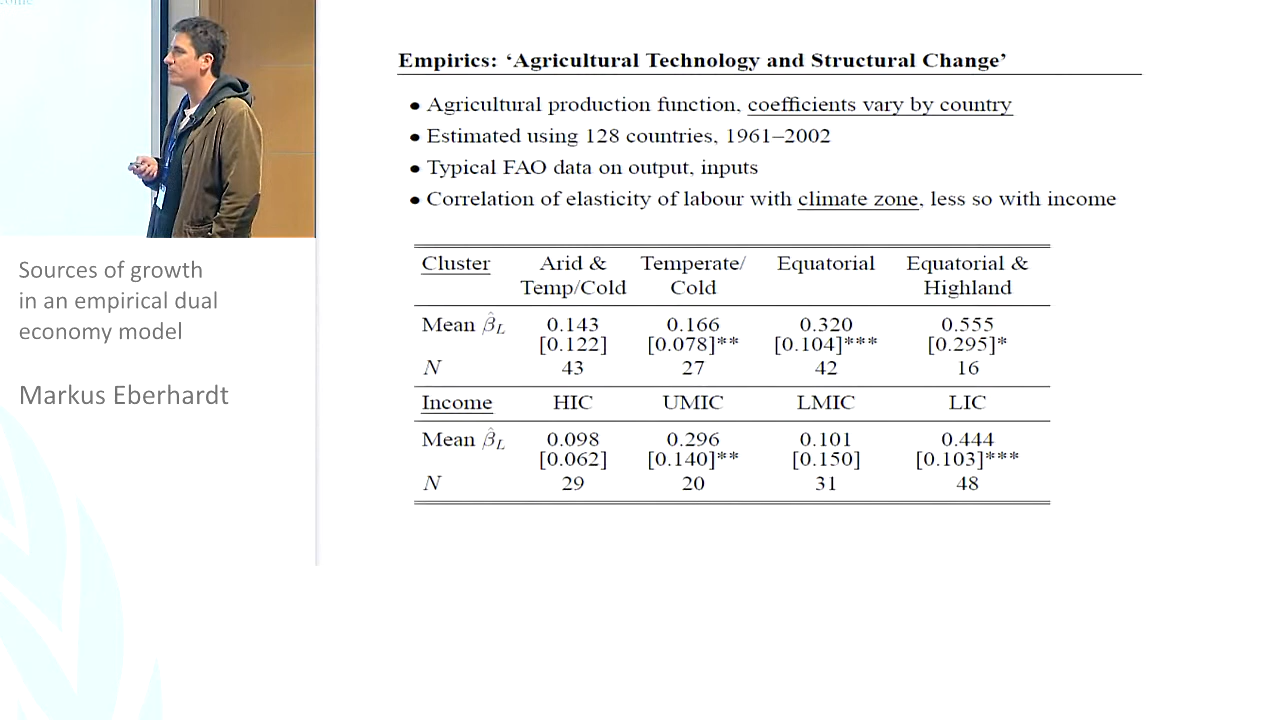 Sources of growth
in an empirical dual
economy model
Markus Eberhardt
Empirics: ‘Agricultural Technology and Structural Change’
• Agricultural production function, coefficients vary by country
• Estimated using 128 countries, 1961–2002
• Typical FAO data on output, inputs
• Correlation of elasticity of labour with climate zone, less so with income
Cluster Arid & Temperate/ Equatorial Equatorial &
Temp/Cold Cold Highland
Mean β̂L 0.143 0.166 0.320 0.555
[0.122] [0.078]** [0.104]*** [0.295]*
N 43 27 42 16
Income HIC UMIC LMIC LIC
Mean β̂L 0.098 0.296 0.101 0.444
[0.062] [0.140]** [0.150] [0.103]***
N 29 20 31 48